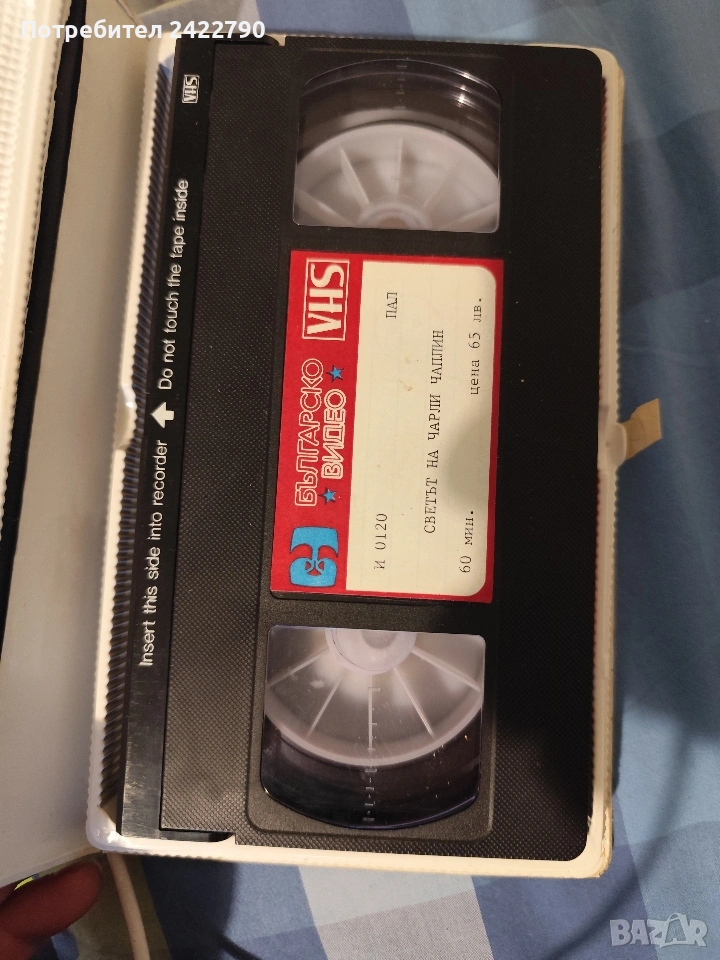 Потребител 2422790
VHS
Insert this side into recorder Do not touch the tape inside
БЪЛГАРСКО
ВИДЕО
VHS
И 0120 ПАЛ
СВЕТЪТ НА ЧАРЛИ ЧАПЛИН
60 мин. цена 65 лв.
BAZAR